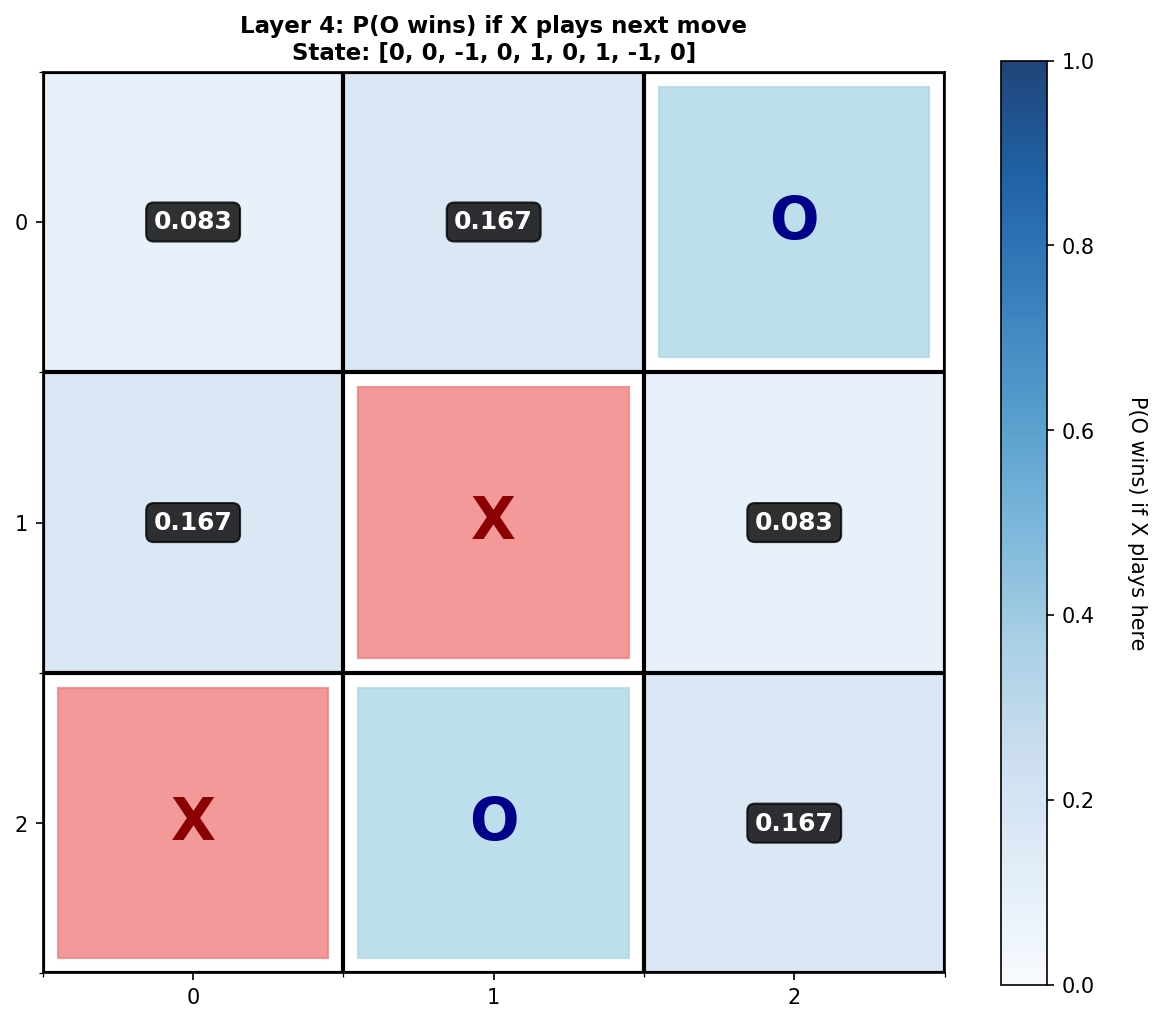 Layer 4: P(O wins) if X plays next move
State: [0, 0, -1, 0, 1, 0, 1, -1, 0]
0
0.083
0.167
O
1
0.167
X
0.083
2
X
O
0.167
0
1
2
1.0
0.8
0.6
0.4
0.2
0.0
P(O wins) if X plays here